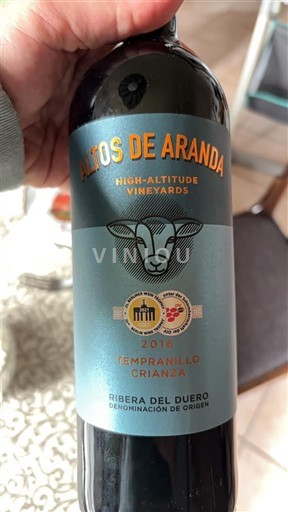 ALTOS DE ARANDA
HIGH-ALTITUDE
VINEYARDS
VINIOU
2016
TEMPRANILLO
CRIANZA
RIBERA DEL DUERO
DENOMINACIÓN DE ORIGEN